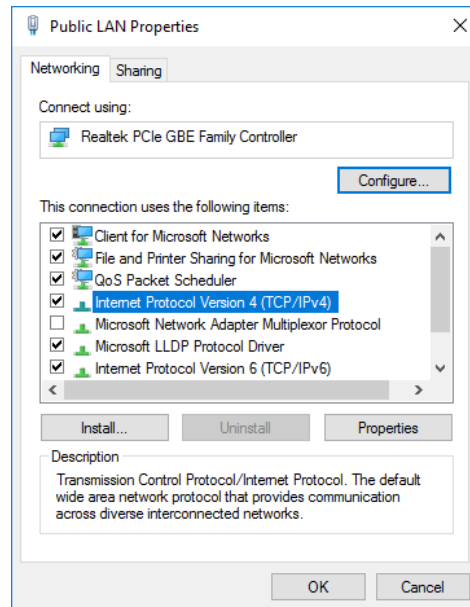 Public LAN Properties
Networking
Sharing
Connect using:
Realtek PCIe GBE Family Controller
Configure...
This connection uses the following items:
Client for Microsoft Networks
File and Printer Sharing for Microsoft Networks
QoS Packet Scheduler
Internet Protocol Version 4 (TCP/IPv4)
Microsoft Network Adapter Multiplexor Protocol
Microsoft LLDP Protocol Driver
Internet Protocol Version 6 (TCP/IPv6)
Install...
Uninstall
Properties
Description
Transmission Control Protocol/Internet Protocol. The default
wide area network protocol that provides communication
across diverse interconnected networks.
OK
Cancel